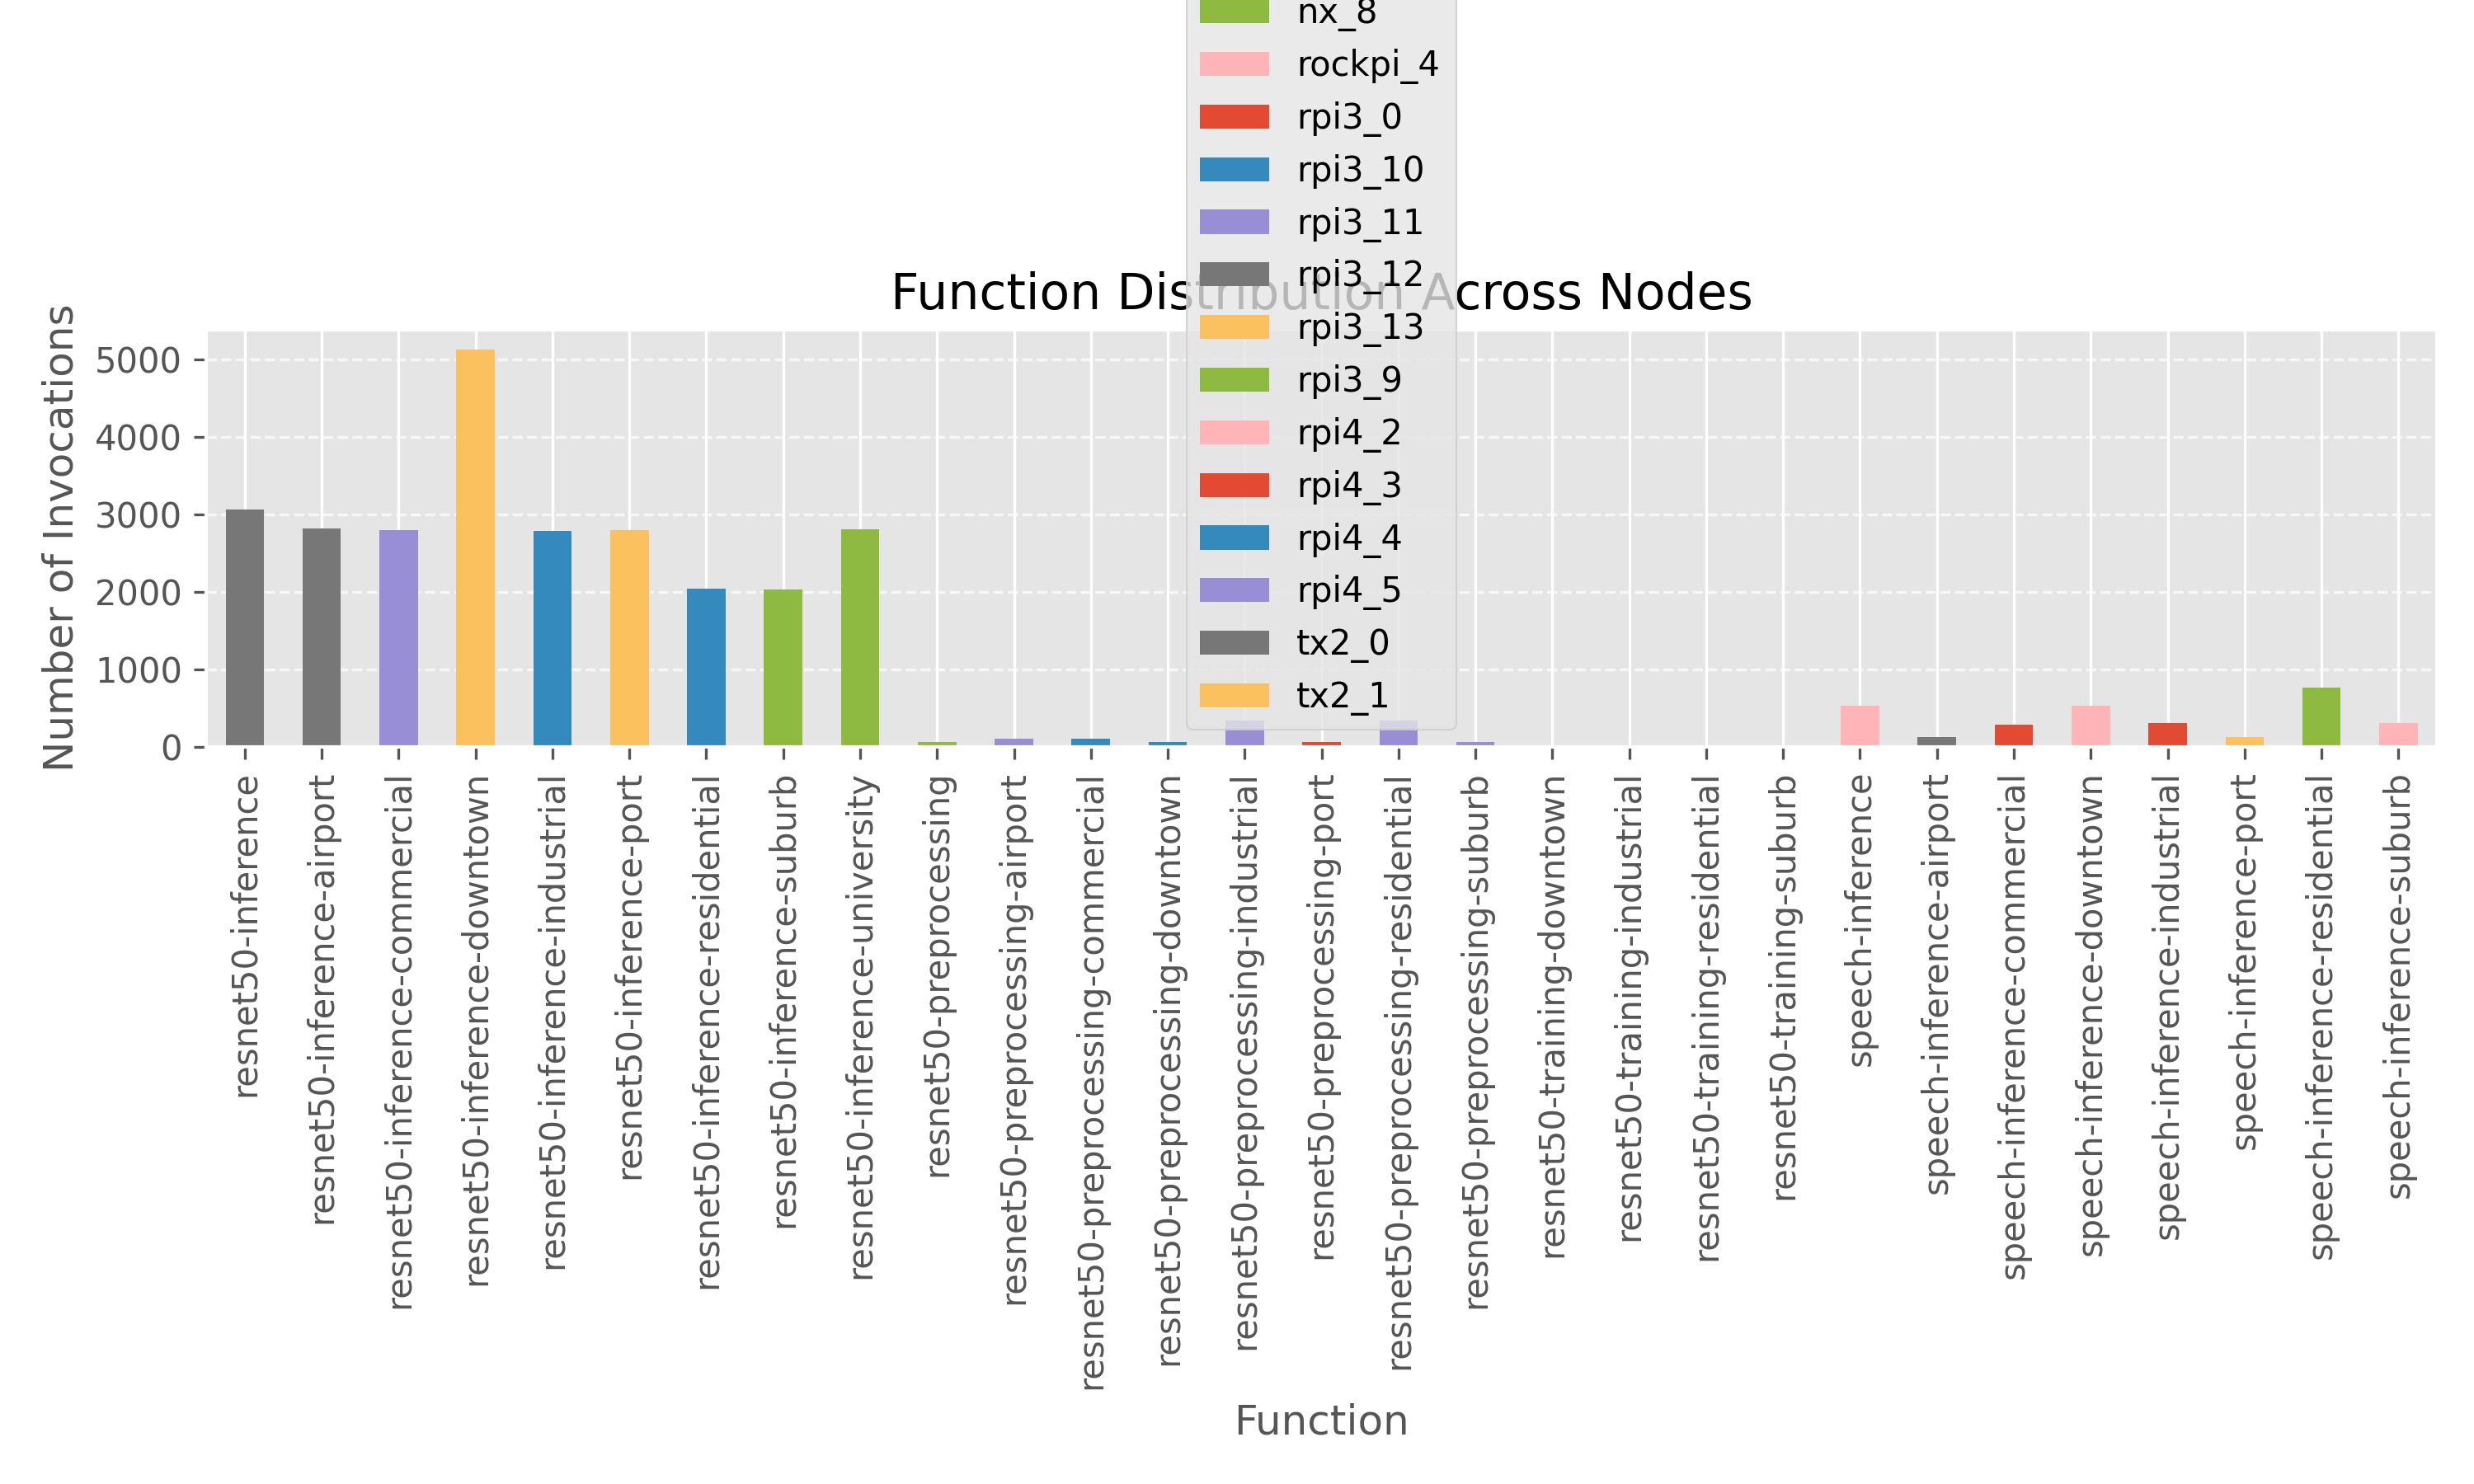 nx_8
rockpi_4
rpi3_0
rpi3_10
rpi3_11
rpi3_12
rpi3_13
rpi3_9
rpi4_2
rpi4_3
rpi4_4
rpi4_5
tx2_0
tx2_1
Function Distribution Across Nodes
Number of Invocations
5000
4000
3000
2000
1000
0
resnet50-inference
resnet50-inference-airport
resnet50-inference-commercial
resnet50-inference-downtown
resnet50-inference-industrial
resnet50-inference-port
resnet50-inference-residential
resnet50-inference-suburb
resnet50-inference-university
resnet50-preprocessing
resnet50-preprocessing-airport
resnet50-preprocessing-commercial
resnet50-preprocessing-downtown
resnet50-preprocessing-industrial
resnet50-preprocessing-port
resnet50-preprocessing-residential
resnet50-preprocessing-suburb
resnet50-training-downtown
resnet50-training-industrial
resnet50-training-residential
resnet50-training-suburb
speech-inference
speech-inference-airport
speech-inference-commercial
speech-inference-downtown
speech-inference-industrial
speech-inference-port
speech-inference-residential
speech-inference-suburb
Function